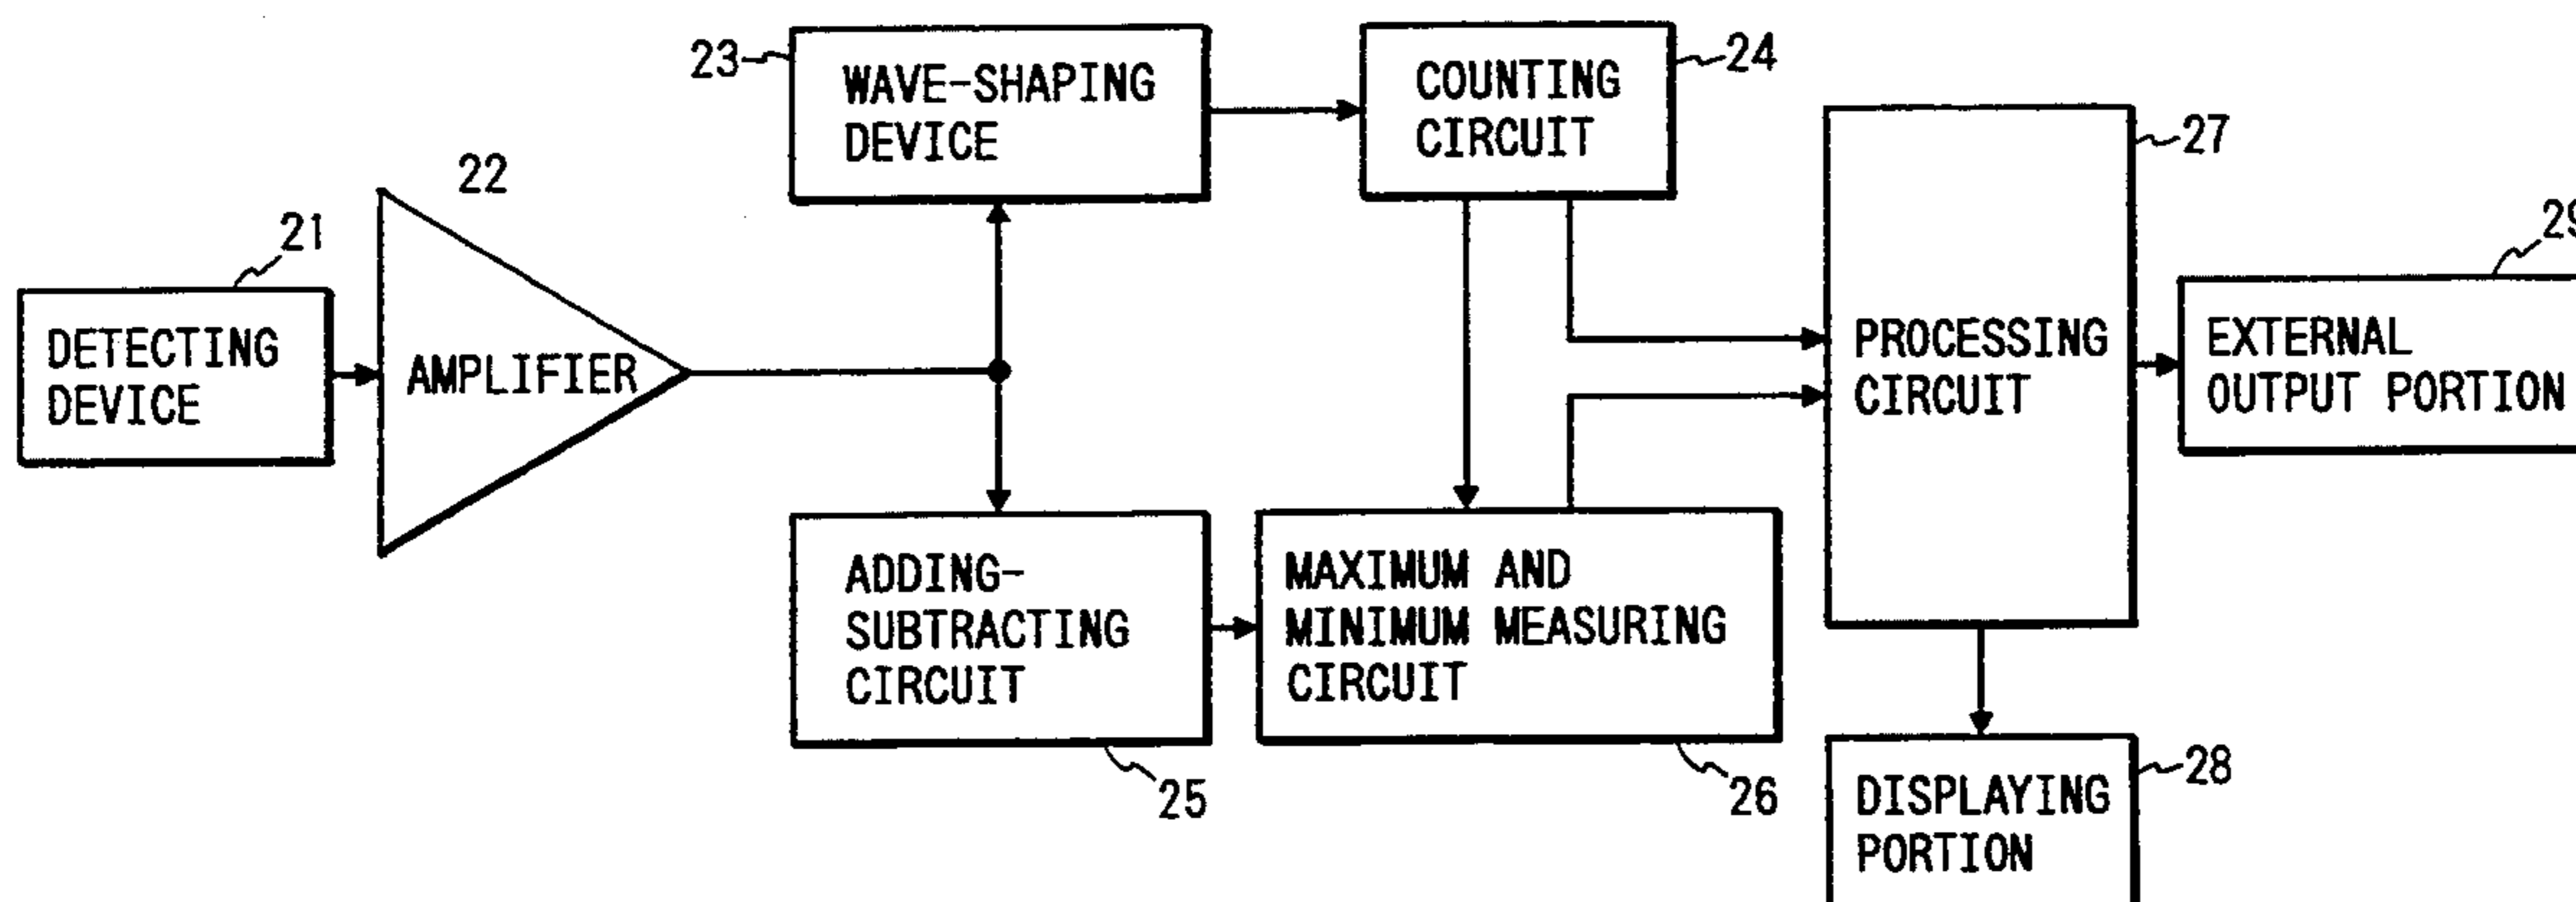 23
WAVE-SHAPING
DEVICE
COUNTING
CIRCUIT
24
27
22
21
29
DETECTING
DEVICE
AMPLIFIER
PROCESSING
CIRCUIT
EXTERNAL
OUTPUT PORTION
ADDING-
SUBTRACTING
CIRCUIT
MAXIMUM AND
MINIMUM MEASURING
CIRCUIT
25
26
28
DISPLAYING
PORTION